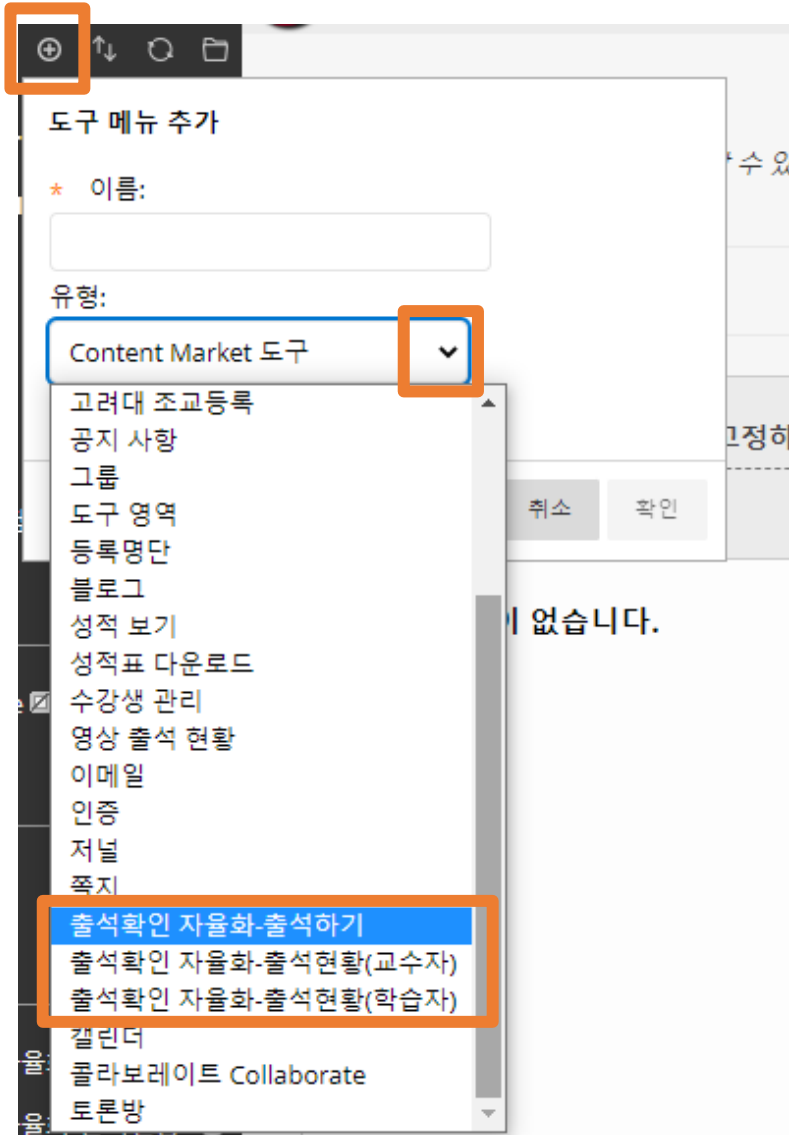 도구 메뉴 추가
* 이름:
수 있
유형:
Content Market 도구
고려대 조교등록
공지 사항
그룹
도구 영역
등록명단
블로그
성적 보기
성적표 다운로드
수강생 관리
영상 출석 현황
이메일
인증
저널
쪽지
출석확인 자율화-출석하기
출석확인 자율화-출석현황(교수자)
출석확인 자율화-출석현황(학습자)
캘린더
콜라보레이트 Collaborate
토론방
고정하
취소 확인
없습니다.